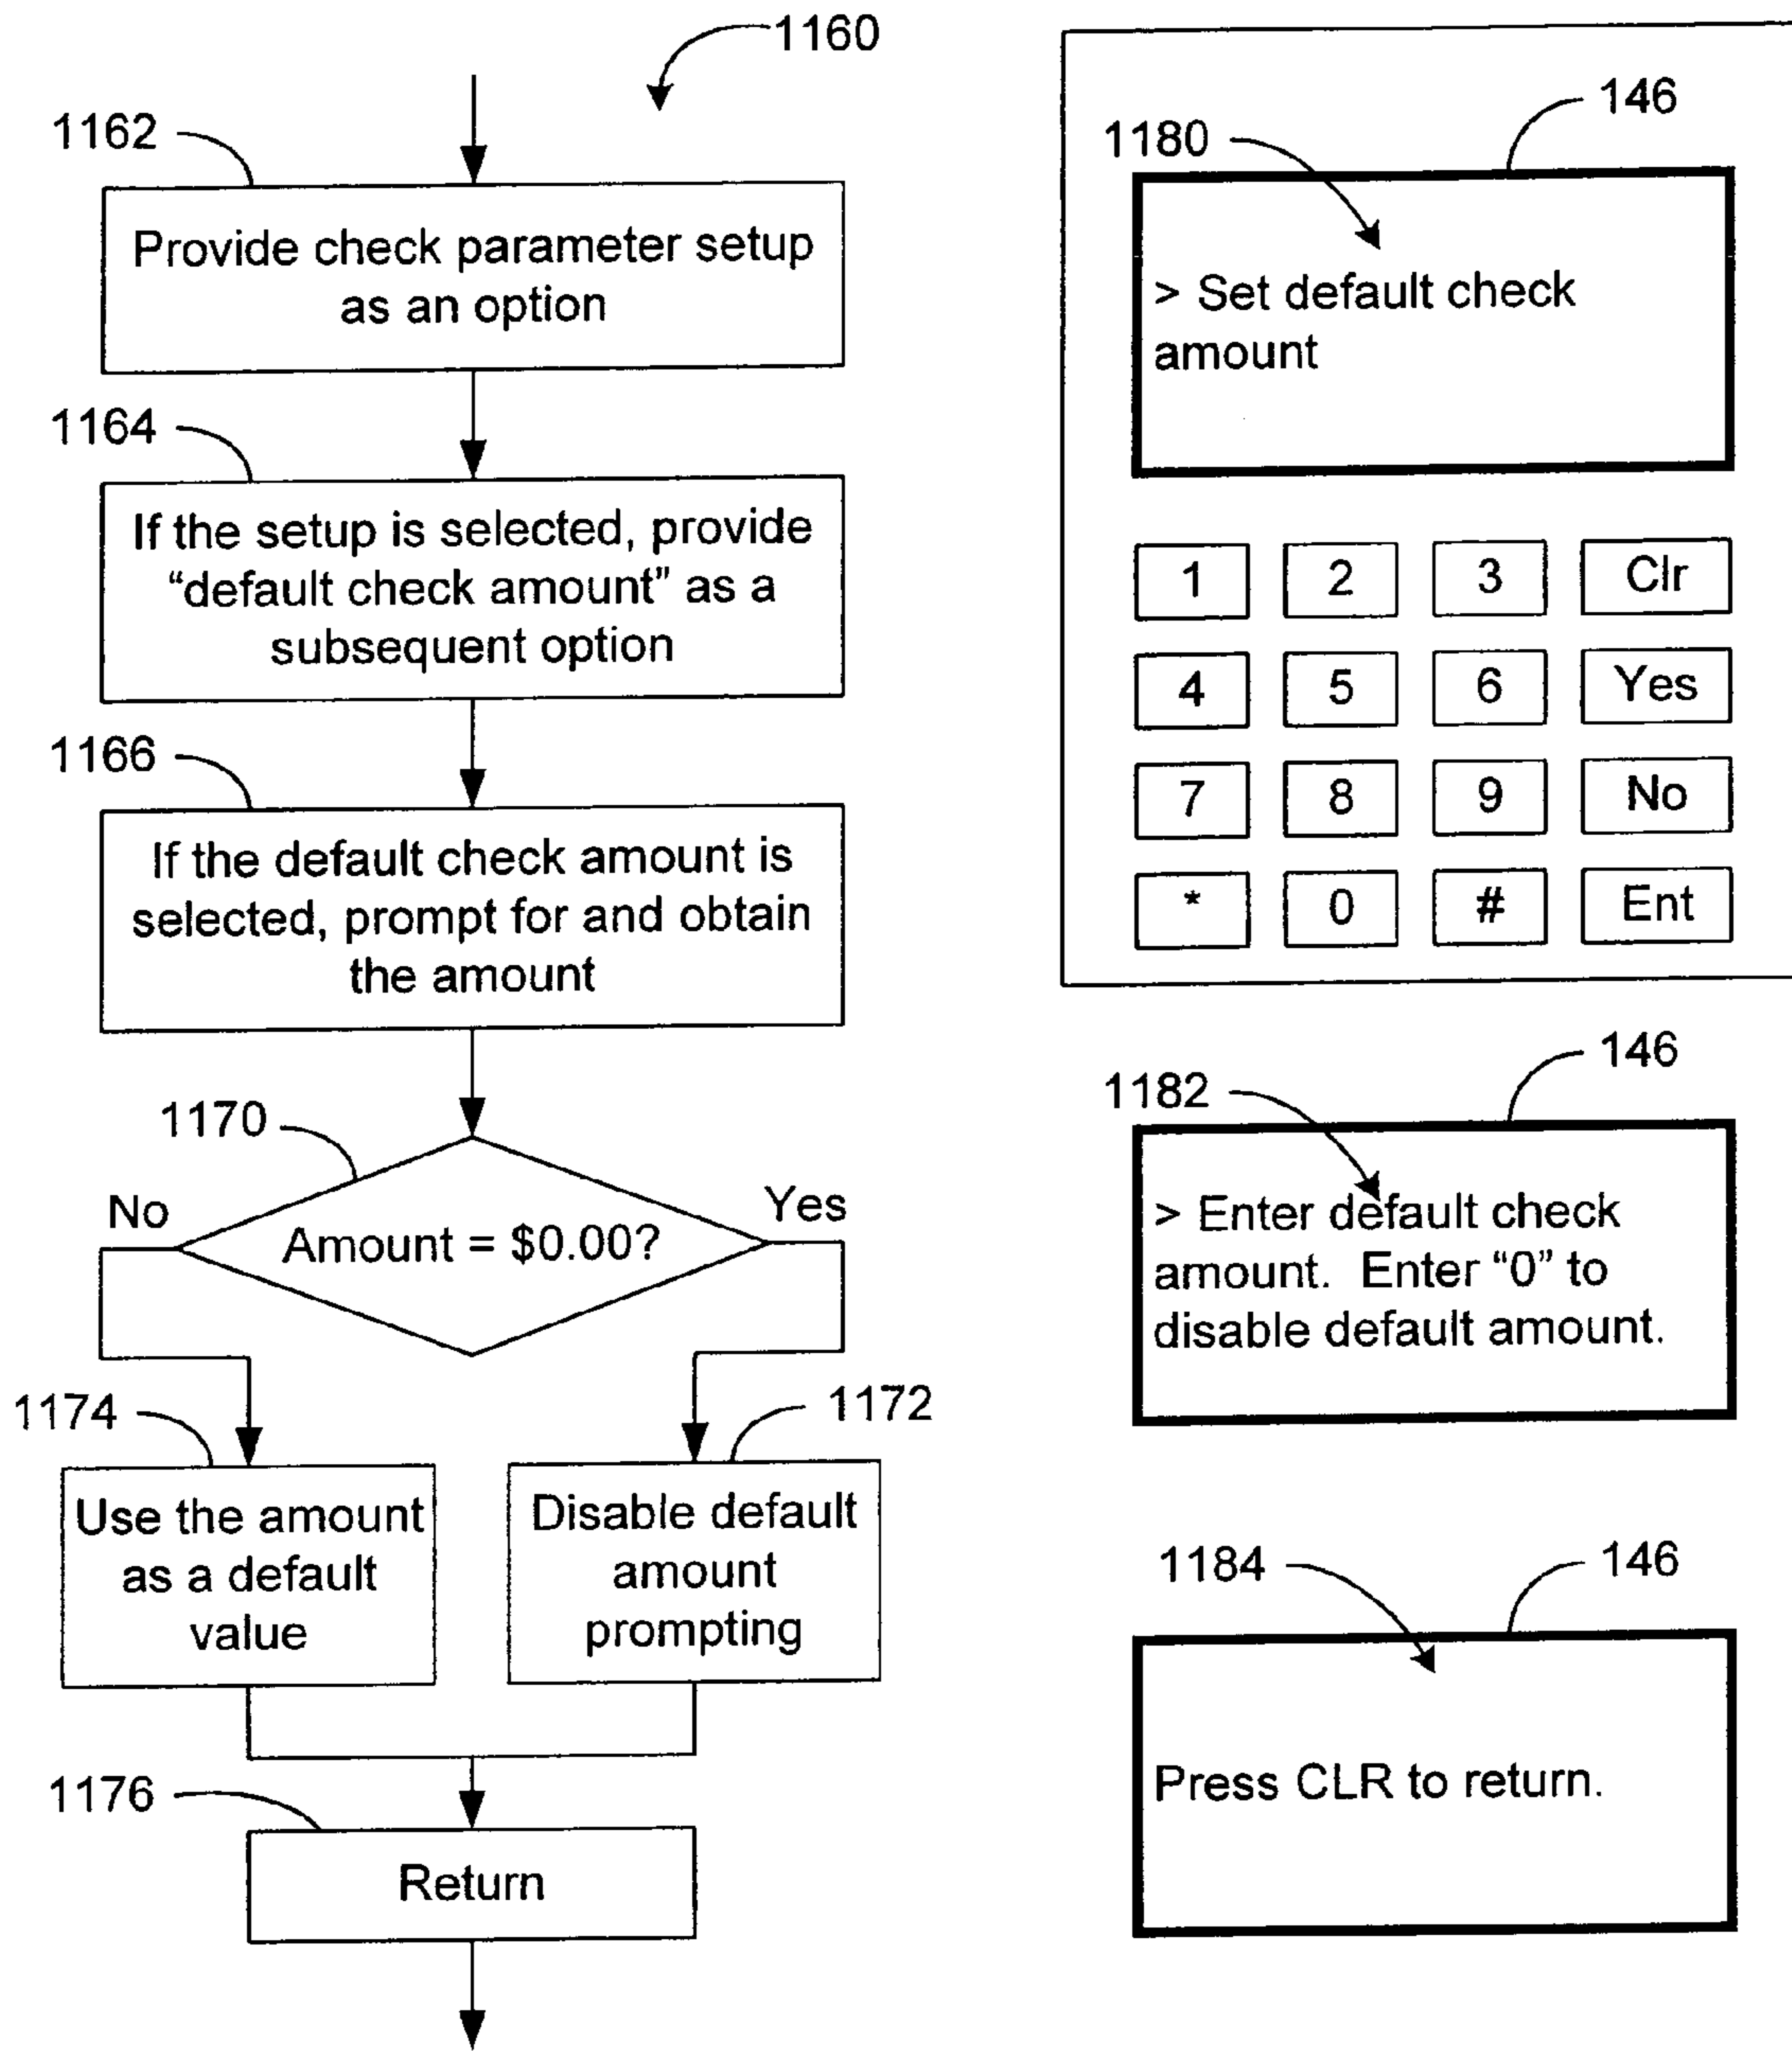 1160
1162
Provide check parameter setup
as an option
1164
If the setup is selected, provide
“default check amount” as a
subsequent option
1166
If the default check amount is
selected, prompt for and obtain
the amount
1170
No
Yes
Amount = $0.00?
1174
1172
Use the amount
as a default
value
Disable default
amount
prompting
1176
Return
146
1180
> Set default check
amount
1 2 3 Clr
4 5 6 Yes
7 8 9 No
* 0 # Ent
146
1182
> Enter default check
amount. Enter “0” to
disable default amount.
1184
146
Press CLR to return.